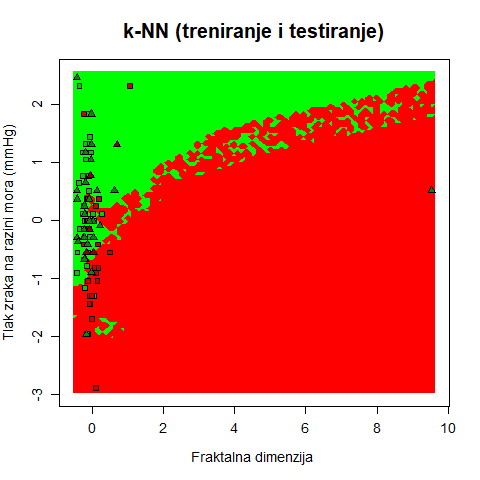 k-NN (treniranje i testiranje)
Tlak zraka na razini mora (mmHg)
2
1
0
-1
-2
-3
0 2 4 6 8 10
Fraktalna dimenzija